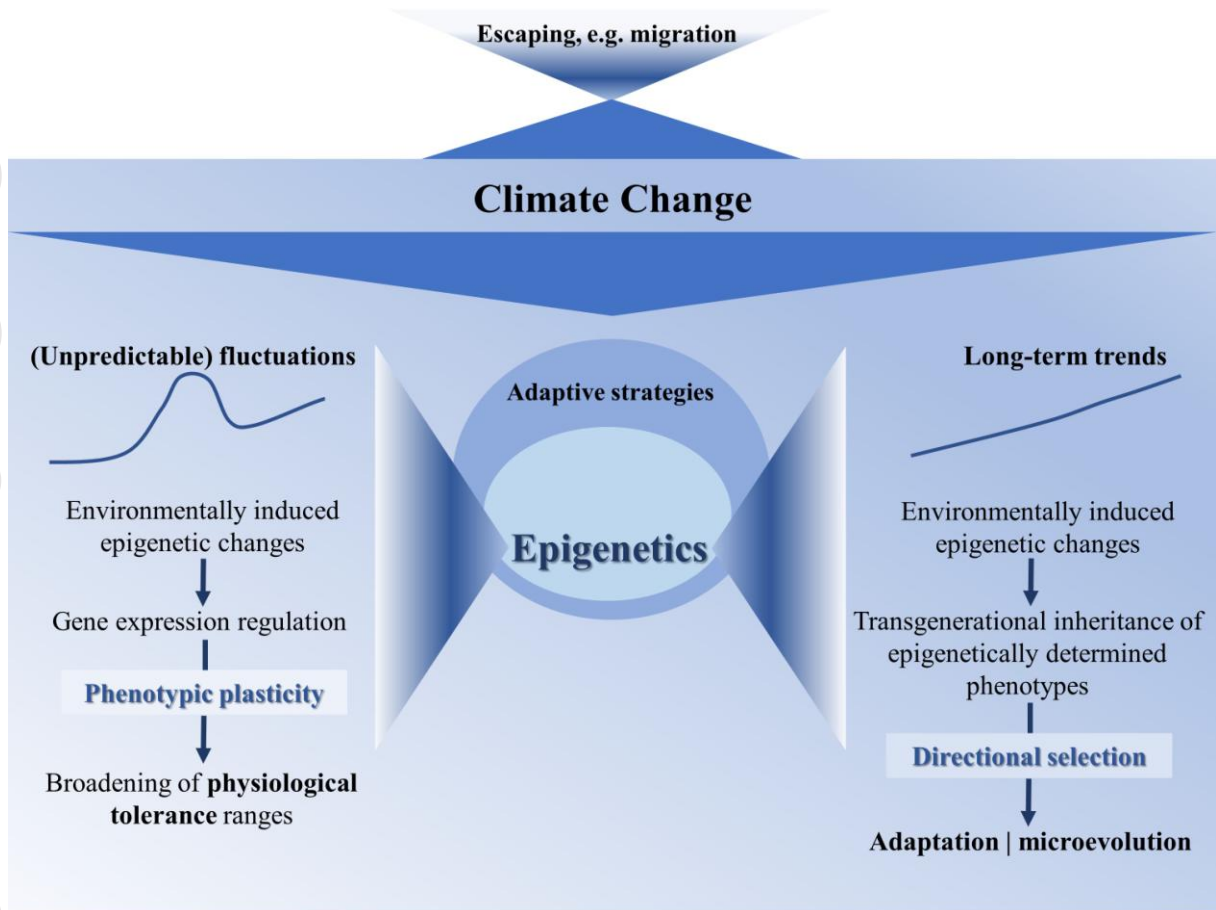 Escaping, e.g. migration
Climate Change
(Unpredictable) fluctuations
Environmentally induced
epigenetic changes
Gene expression regulation
Phenotypic plasticity
Broadening of physiological
tolerance ranges
Adaptive strategies
Epigenetics
Long-term trends
Environmentally induced
epigenetic changes
Transgenerational inheritance of
epigenetically determined
phenotypes
Directional selection
Adaptation | microevolution